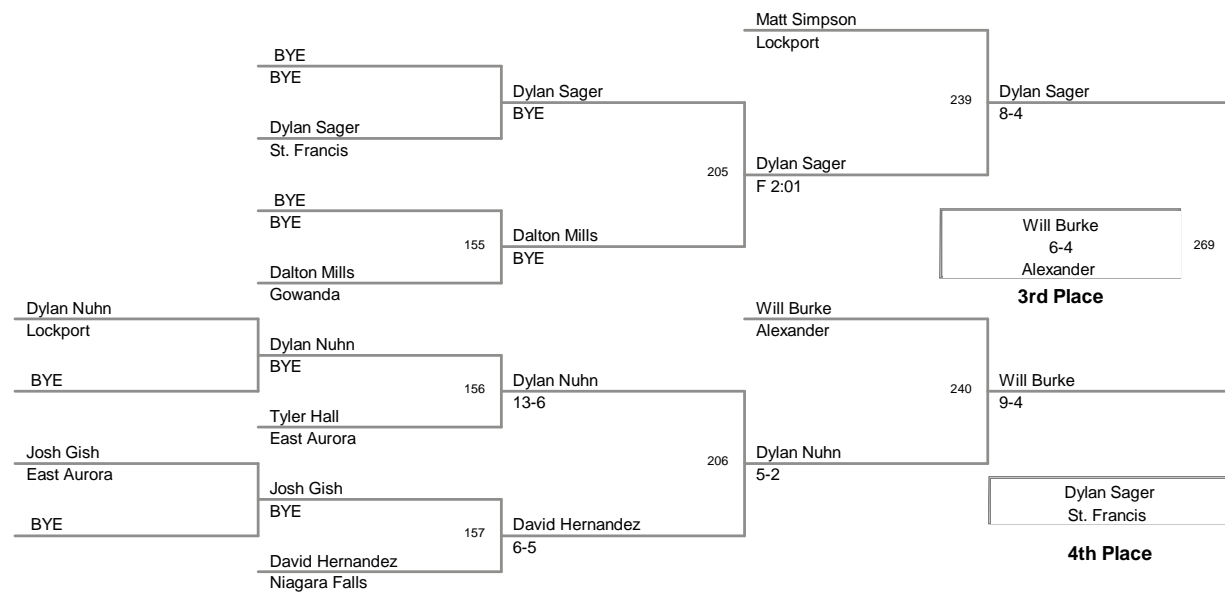 Matt Simpson
Lockport
BYE
BYE
Dylan Sager
BYE
239
Dylan Sager
8-4
Dylan Sager
St. Francis
205
Dylan Sager
F 2:01
BYE
BYE
155
Dalton Mills
BYE
Will Burke
6-4
Alexander
269
3rd Place
Dalton Mills
Gowanda
Dylan Nuhn
Lockport
Will Burke
Alexander
Dylan Nuhn
BYE
BYE
156
Dylan Nuhn
13-6
240
Will Burke
9-4
Tyler Hall
East Aurora
Josh Gish
East Aurora
206
Dylan Nuhn
5-2
Josh Gish
BYE
Dylan Sager
St. Francis
BYE
157
David Hernandez
6-5
4th Place
David Hernandez
Niagara Falls